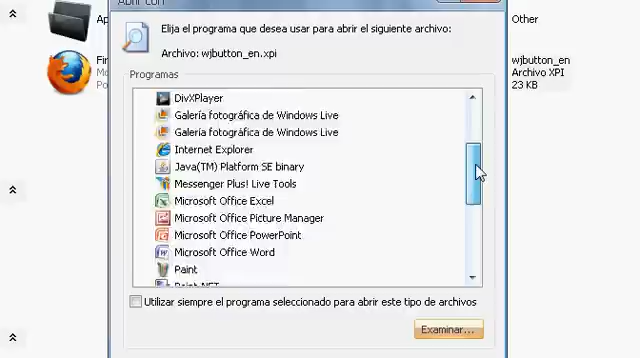 Abrir con
Elija el programa que desea usar para abrir el siguiente archivo:
Archivo: wjbutton_en.xpi
Programas
DivXPlayer
Galería fotográfica de Windows Live
Galería fotográfica de Windows Live
Internet Explorer
Java(TM) Platform SE binary
Messenger Plus! Live Tools
Microsoft Office Excel
Microsoft Office Picture Manager
Microsoft Office PowerPoint
Microsoft Office Word
Paint
Paint.NET
Utilizar siempre el programa seleccionado para abrir este tipo de archivos
Examinar...
Other
wjbutton_en
Archivo XPI
23 KB